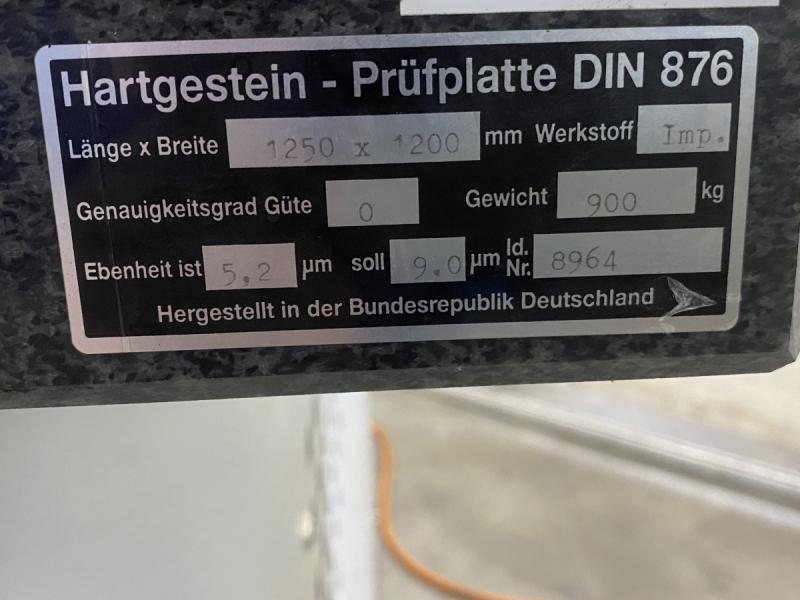 Hartgestein - Prüfplatte DIN 876
Länge x Breite 1250 x 1200 mm Werkstoff Imp.
Genauigkeitsgrad Güte 0 Gewicht 900 kg
Ebenheit ist 5,2 µm soll 9.0 µm Id. Nr. 8964
Hergestellt in der Bundesrepublik Deutschland